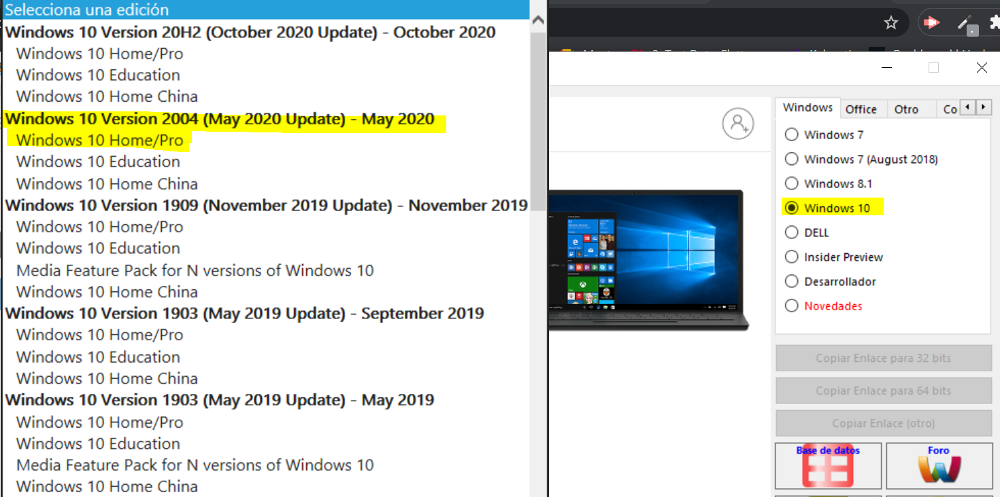 Selecciona una edición
Windows 10 Version 20H2 (October 2020 Update) - October 2020
Windows 10 Home/Pro
Windows 10 Education
Windows 10 Home China
Windows 10 Version 2004 (May 2020 Update) - May 2020
Windows 10 Home/Pro
Windows 10 Education
Windows 10 Home China
Windows 10 Version 1909 (November 2019 Update) - November 2019
Windows 10 Home/Pro
Windows 10 Education
Media Feature Pack for N versions of Windows 10
Windows 10 Home China
Windows 10 Version 1903 (May 2019 Update) - September 2019
Windows 10 Home/Pro
Windows 10 Education
Windows 10 Home China
Windows 10 Version 1903 (May 2019 Update) - May 2019
Windows 10 Home/Pro
Windows 10 Education
Media Feature Pack for N versions of Windows 10
Windows 10 Home China
Windows Office Otro Co
Windows 7
Windows 7 (August 2018)
Windows 8.1
Windows 10
DELL
Insider Preview
Desarrollador
Novedades
Copiar Enlace para 32 bits
Copiar Enlace para 64 bits
Copiar Enlace (otro)
Base de datos
Foro